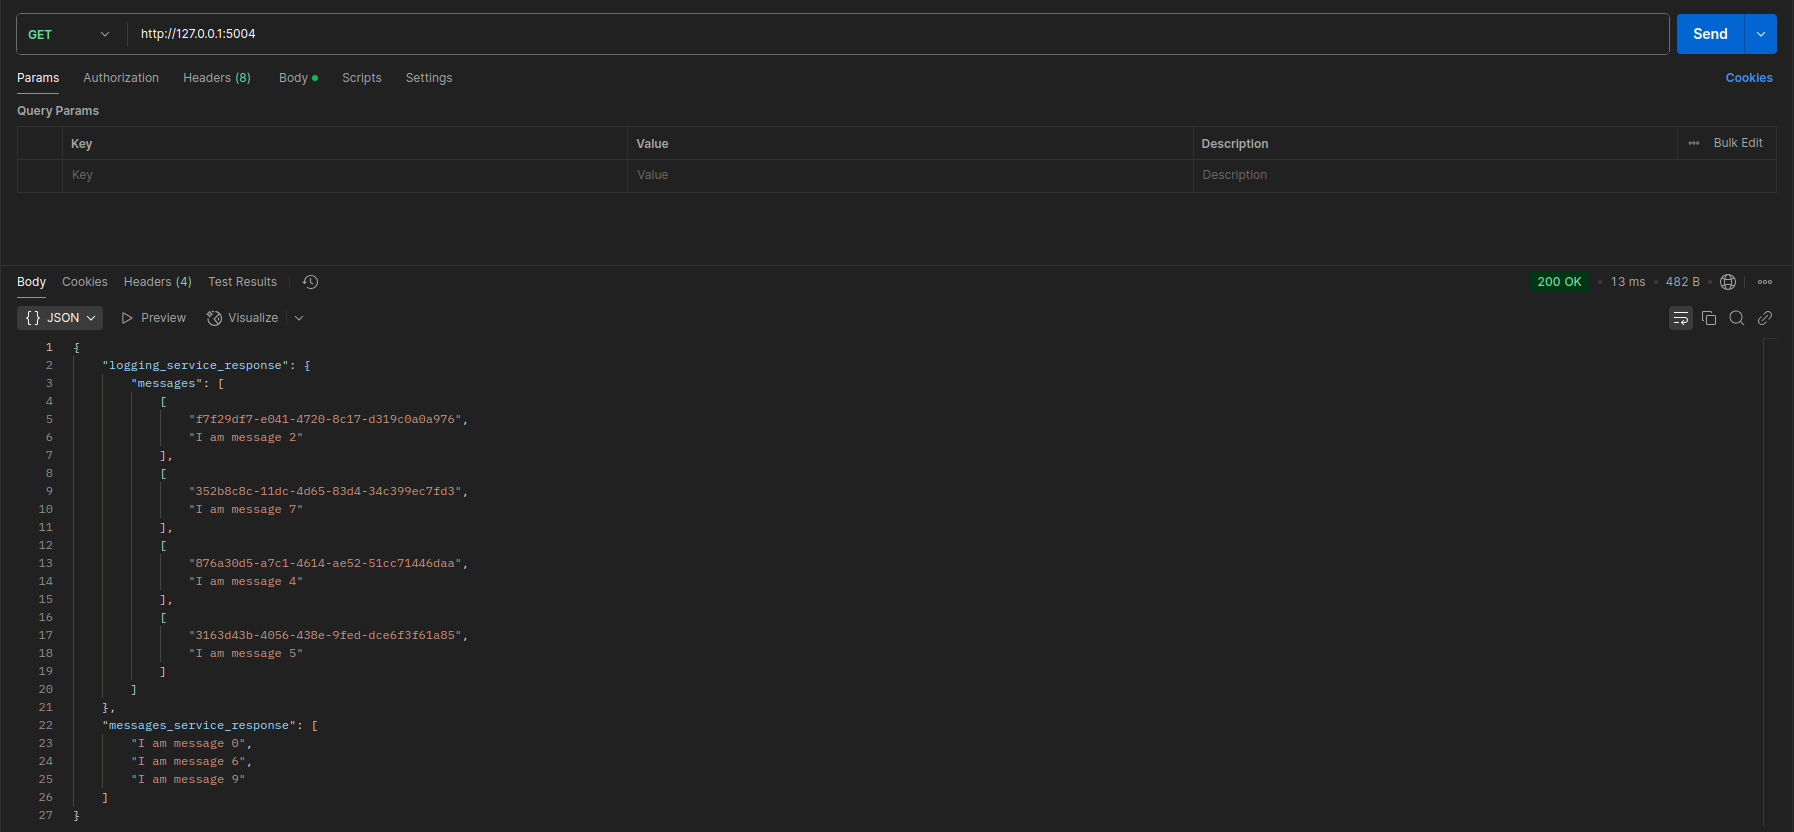 GET http://127.0.0.1:5004 Send
Params Authorization Headers (8) Body Scripts Settings Cookies
Query Params
Key Value Description Bulk Edit
Key Value Description
Body Cookies Headers (4) Test Results 200 OK 13 ms 482 B
{} JSON Preview Visualize
1 {
2 "logging_service_response": {
3 "messages": [
4 [
5 "f7f29df7-e041-4720-8c17-d319c0a0a976",
6 "I am message 2"
7 ],
8 [
9 "352b8c8c-11dc-4d65-83d4-34c399ec7fd3",
10 "I am message 7"
11 ],
12 [
13 "876a30d5-a7c1-4614-ae52-51cc71446daa",
14 "I am message 4"
15 ],
16 [
17 "3163d43b-4056-438e-9fed-dce6f3f61a85",
18 "I am message 5"
19 ]
20 ]
21 },
22 "messages_service_response": [
23 "I am message 0",
24 "I am message 6",
25 "I am message 9"
26 ]
27 }